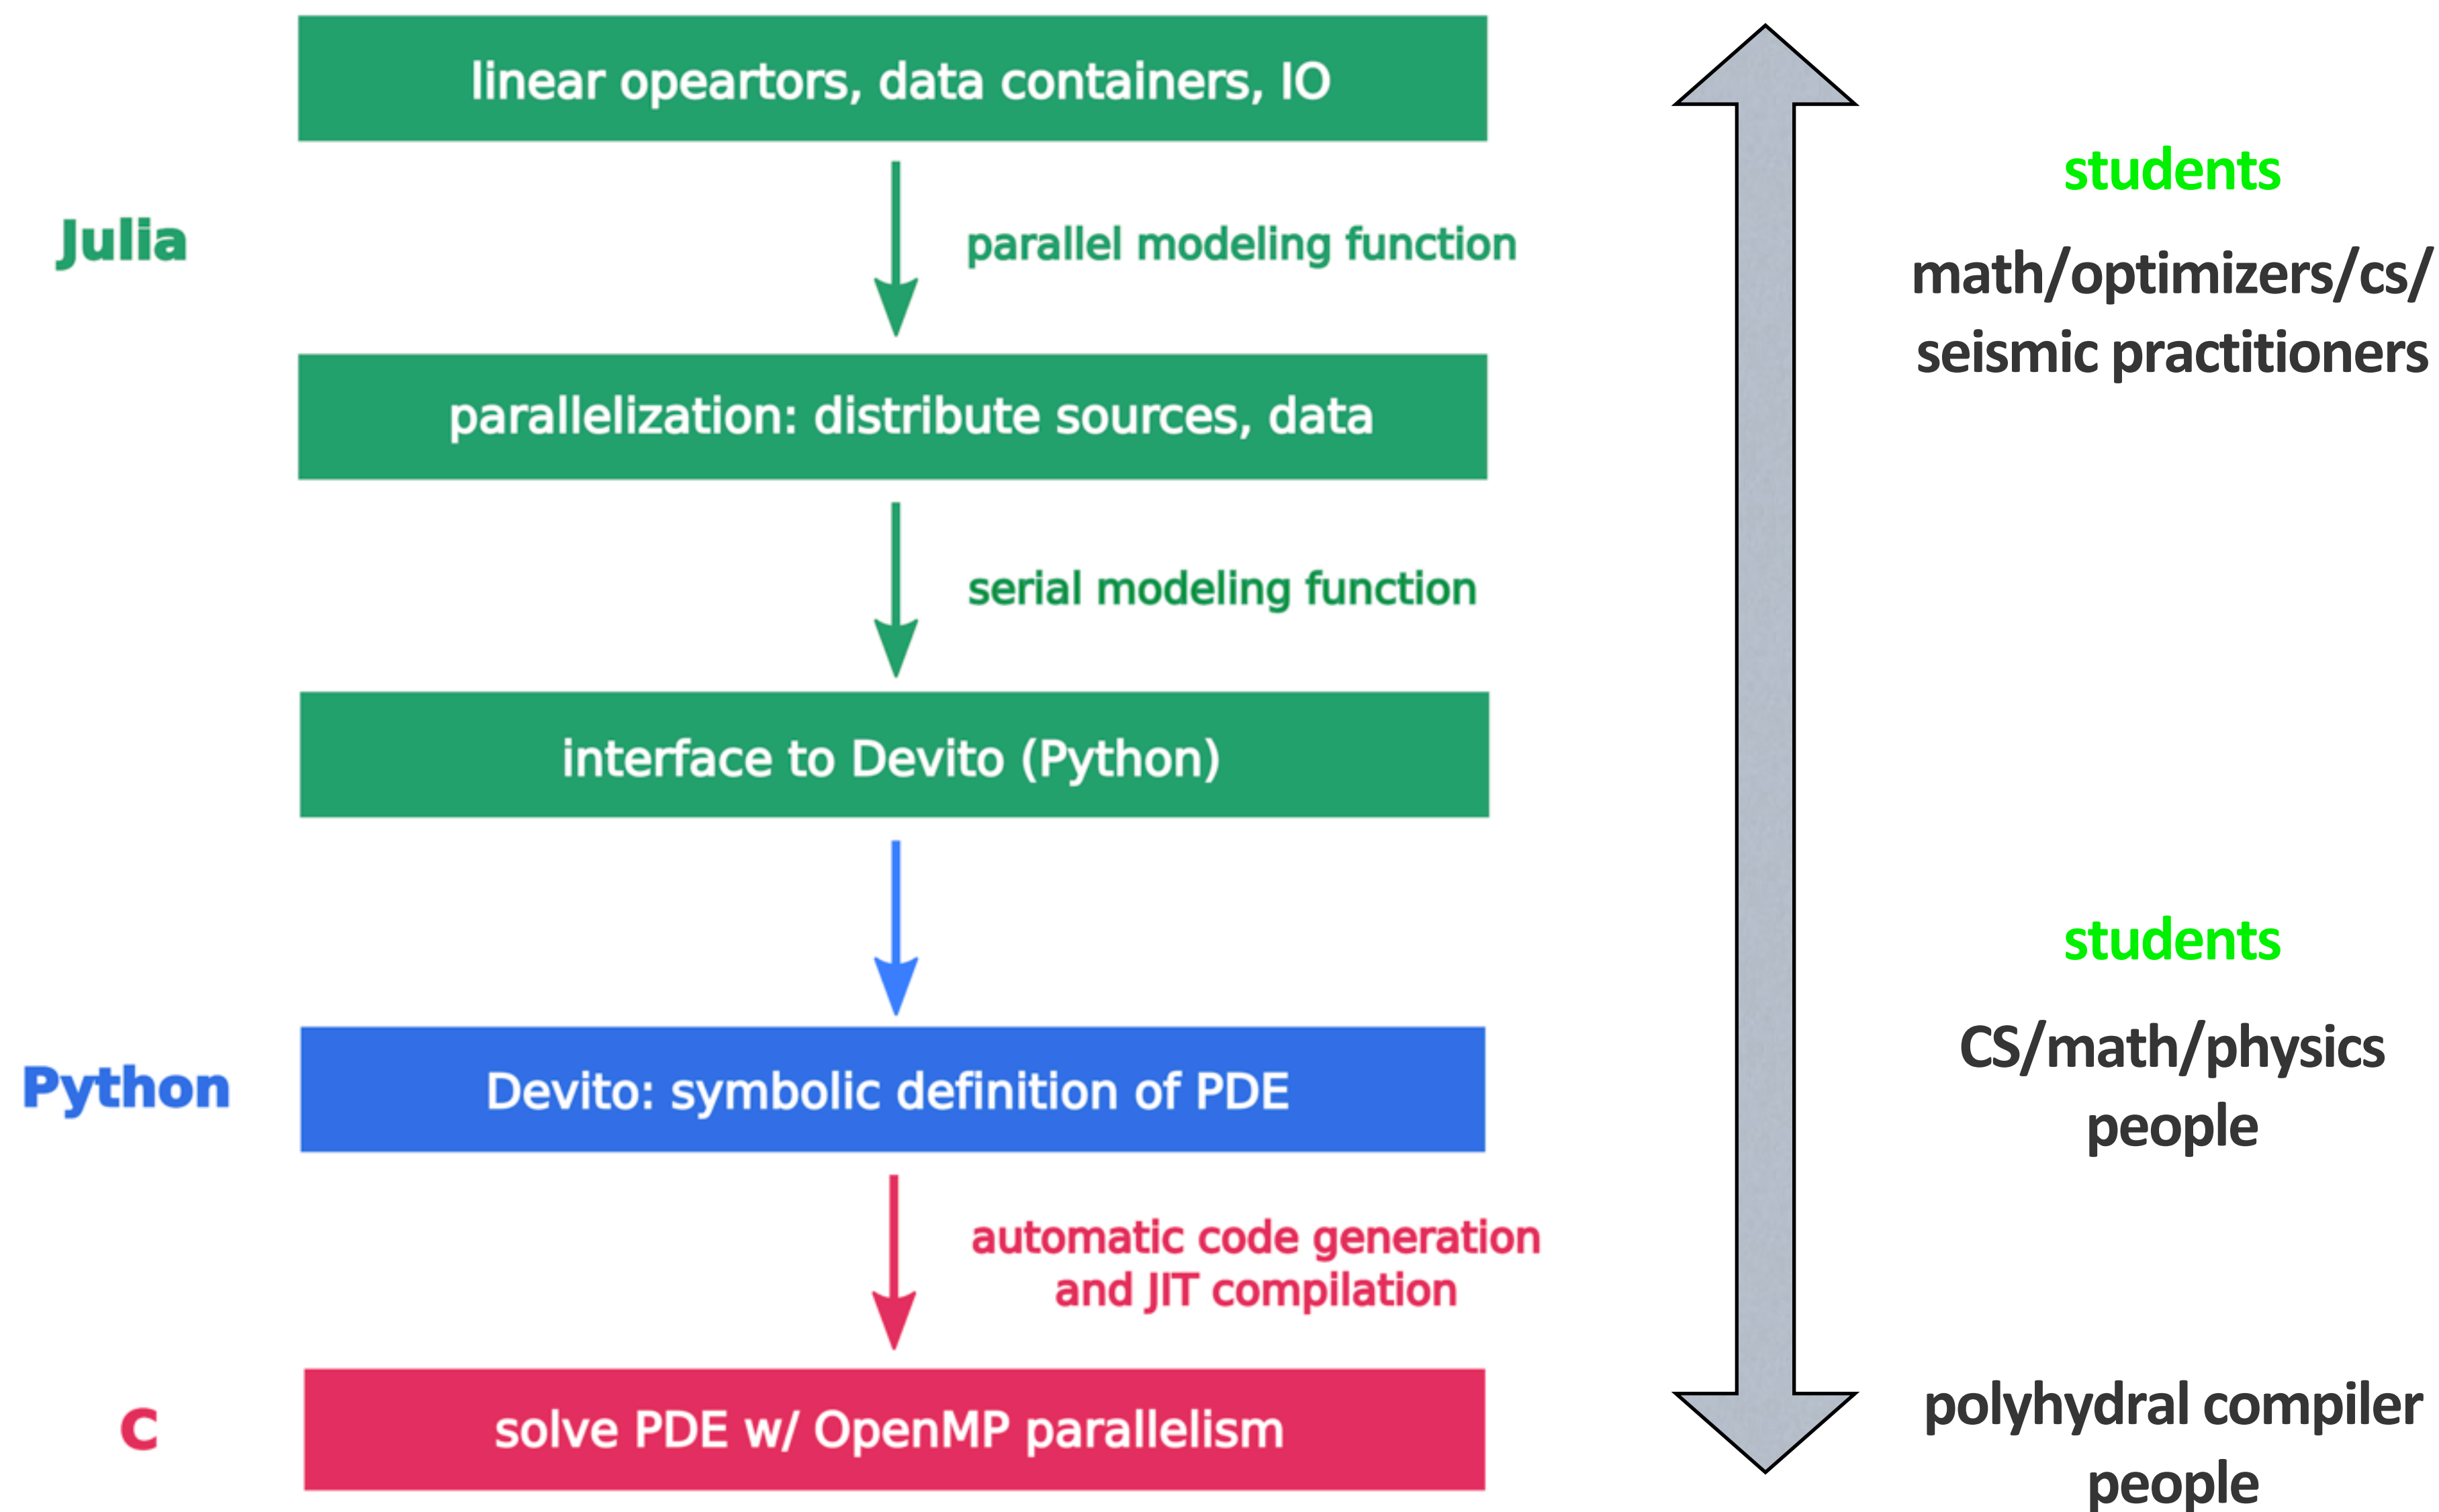 linear opeartors, data containers, IO
Julia
parallel modeling function
parallelization: distribute sources, data
serial modeling function
interface to Devito (Python)
Python
Devito: symbolic definition of PDE
automatic code generation
and JIT compilation
C
solve PDE w/ OpenMP parallelism
students
math/optimizers/cs/
seismic practitioners
students
CS/math/physics
people
polyhydral compiler
people